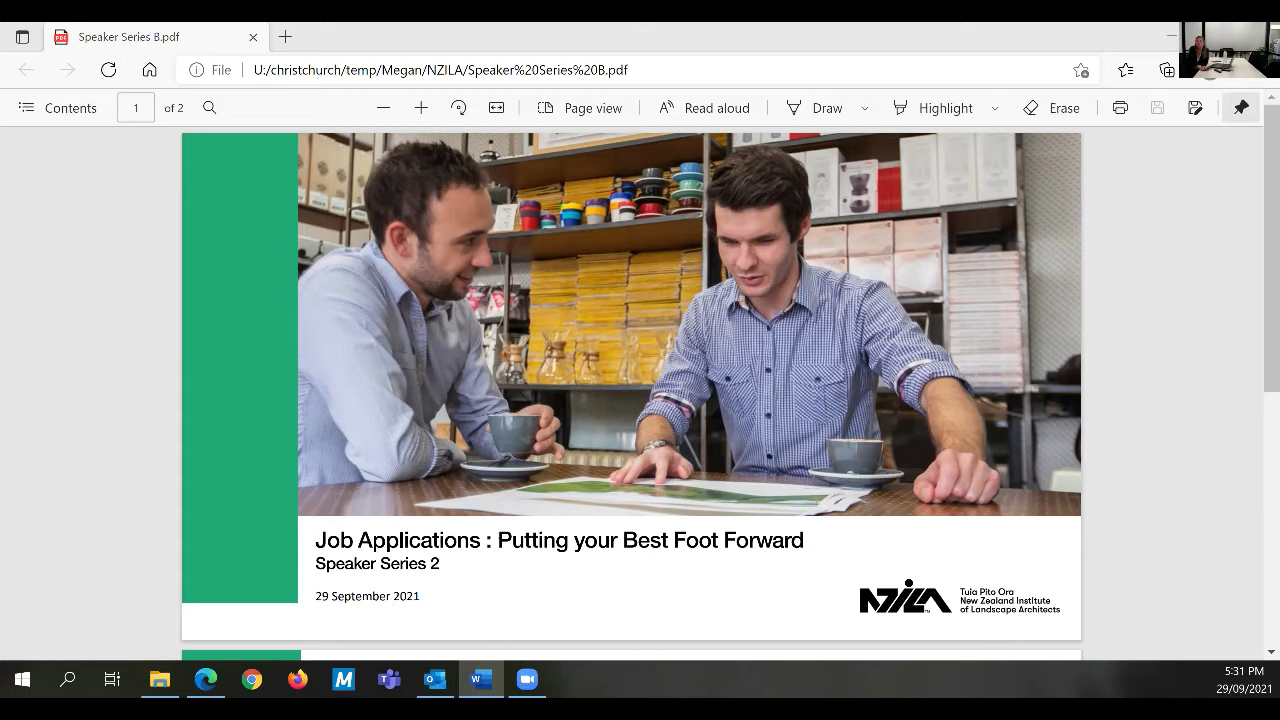 Speaker Series B.pdf
File
U:/christchurch/temp/Megan/NZILA/Speaker%20Series%20B.pdf
Contents
1
of 2
Page view
Read aloud
Draw
Highlight
Erase
Job Applications : Putting your Best Foot Forward
Speaker Series 2
29 September 2021
NZILA
Tuia Pito Ora
New Zealand Institute
of Landscape Architects
5:31 PM
29/09/2021